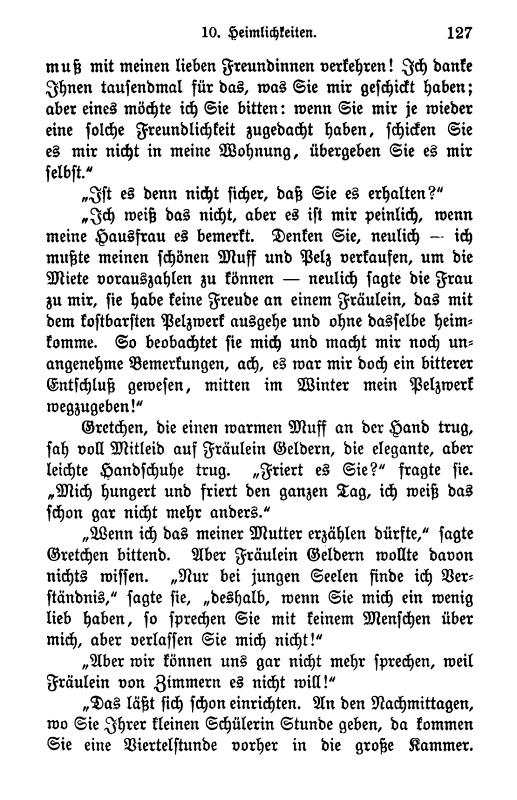 10. Heimlichkeiten. 127
muß mit meinen lieben Freundinnen verkehren! Ich danke
Ihnen tausendmal für das, was Sie mir geschickt haben;
aber eines möchte ich Sie bitten: wenn Sie mir je wieder
eine solche Freundlichkeit zugedacht haben, schicken Sie
es mir nicht in meine Wohnung, übergeben Sie es mir
selbst.“
„Ist es denn nicht sicher, daß Sie es erhalten?“
„Ich weiß das nicht, aber es ist mir peinlich, wenn
meine Hausfrau es bemerkt. Denken Sie, neulich — ich
mußte meinen schönen Muff und Pelz verkaufen, um die
Miete vorauszahlen zu können — neulich sagte die Frau
zu mir, sie habe keine Freude an einem Fräulein, das mit
dem kostbarsten Pelzwerk ausgehe und ohne dasselbe heim-
komme. So beobachtet sie mich und macht mir noch un-
angenehme Bemerkungen, ach, es war mir doch ein bitterer
Entschluß gewesen, mitten im Winter mein Pelzwerk
wegzugeben!“
Gretchen, die einen warmen Muff an der Hand trug,
sah voll Mitleid auf Fräulein Geldern, die elegante, aber
leichte Handschuhe trug. „Friert es Sie?“ fragte sie.
„Mich hungert und friert den ganzen Tag, ich weiß das
schon gar nicht mehr anders.“
„Wenn ich das meiner Mutter erzählen dürfte,“ sagte
Gretchen bittend. Aber Fräulein Geldern wollte davon
nichts wissen. „Nur bei jungen Seelen finde ich Ver-
ständnis,“ sagte sie, „deshalb, wenn Sie mich ein wenig
lieb haben, so sprechen Sie mit keinem Menschen über
mich, aber verlassen Sie mich nicht!“
„Aber wir können uns gar nicht mehr sprechen, weil
Fräulein von Zimmern es nicht will!“
„Das läßt sich schon einrichten. An den Nachmittagen,
wo Sie Ihrer kleinen Schülerin Stunde geben, da kommen
Sie eine Viertelstunde vorher in die große Kammer.